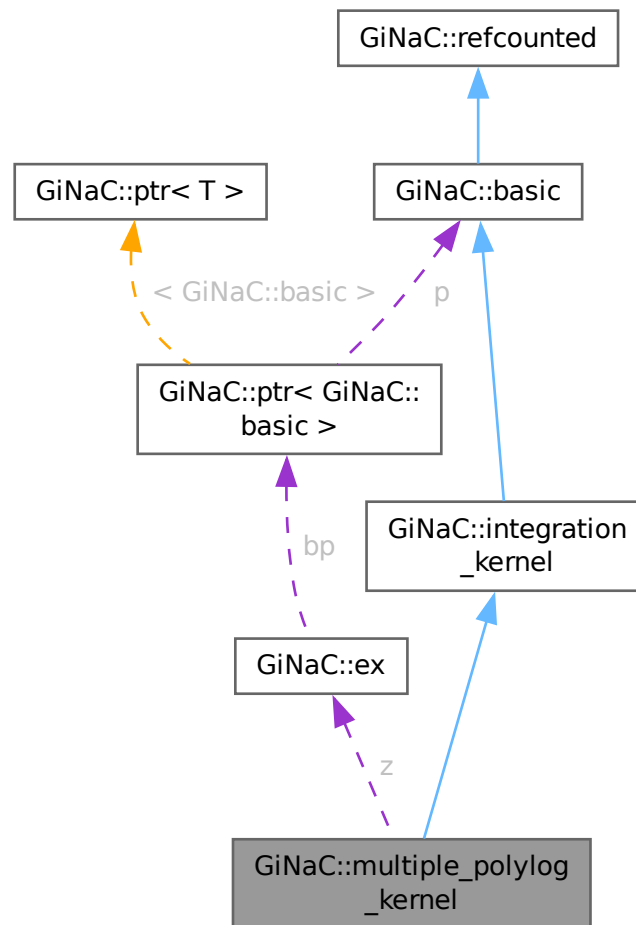 GiNaC::refcounted
GiNaC::ptr< T >
GiNaC::basic
< GiNaC::basic >
p
GiNaC::ptr< GiNaC::
basic >
bp
GiNaC::integration
_kernel
GiNaC::ex
z
GiNaC::multiple_polylog
_kernel